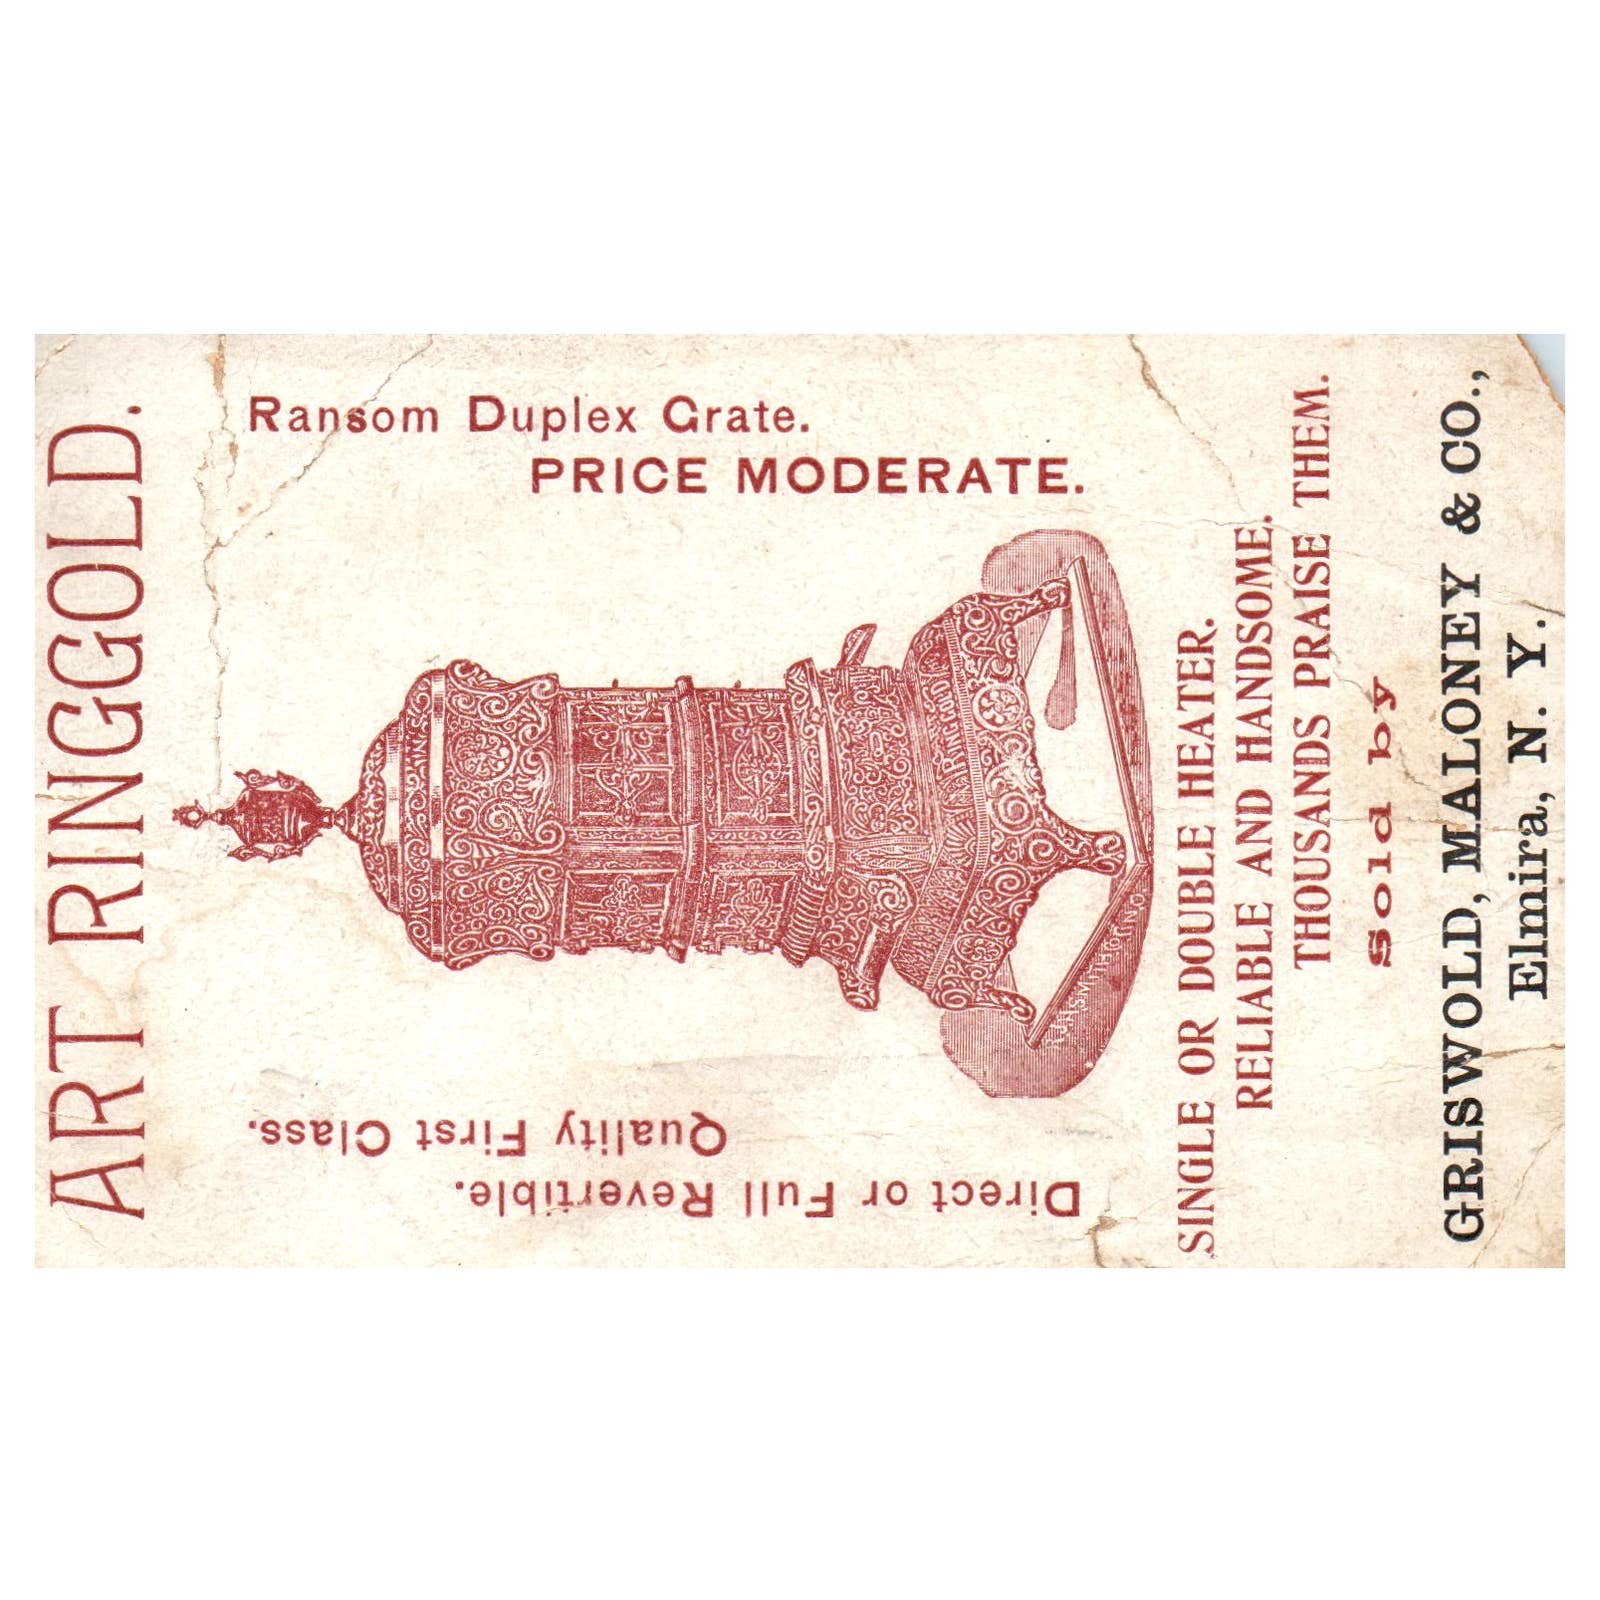 ART RINGGOLD.
Direct or Full Revertible.
Quality First Class.
Ransom Duplex Grate.
PRICE MODERATE.
SINGLE OR DOUBLE HEATER.
RELIABLE AND HANDSOME.
THOUSANDS PRAISE THEM.
Sold by
GRISWOLD, MALONEY & CO.,
Elmira, N. Y.